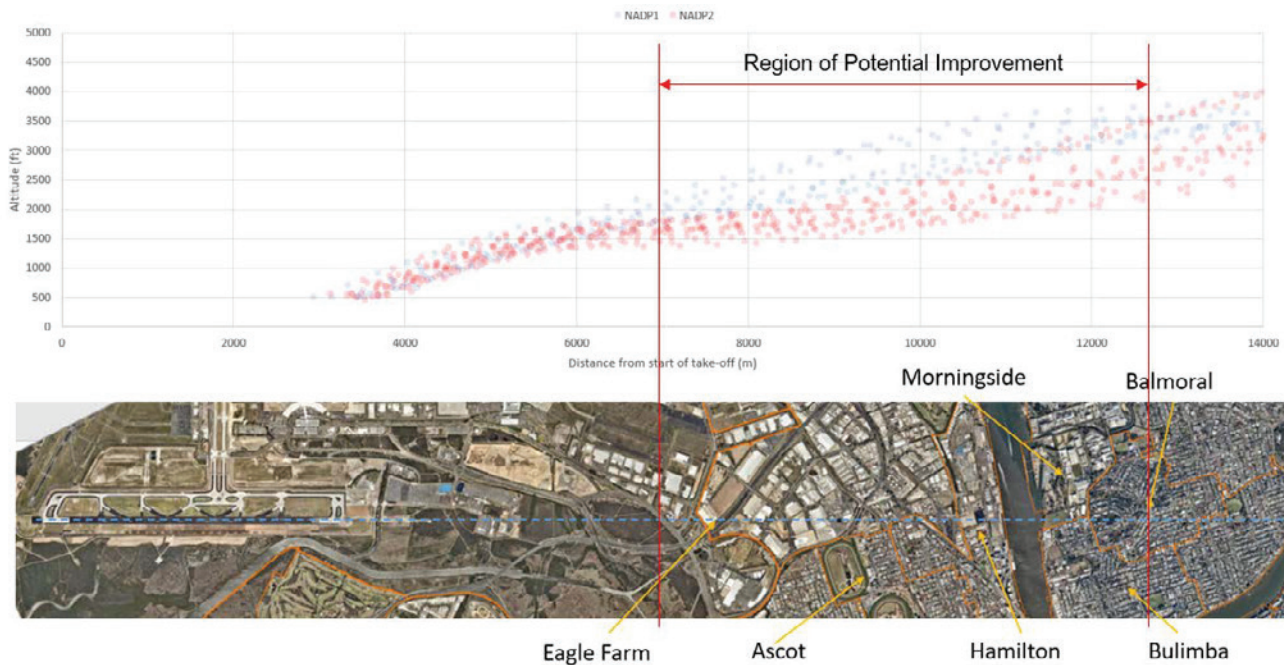 NADP1 NADP2
5000
4500
4000
3500
3000
2500
2000
1500
1000
500
0
Altitude (ft)
Region of Potential Improvement
0 2000 4000 6000 8000 10000 12000 14000
Distance from start of take-off (m)
Morningside
Balmoral
Eagle Farm
Ascot
Hamilton
Bulimba